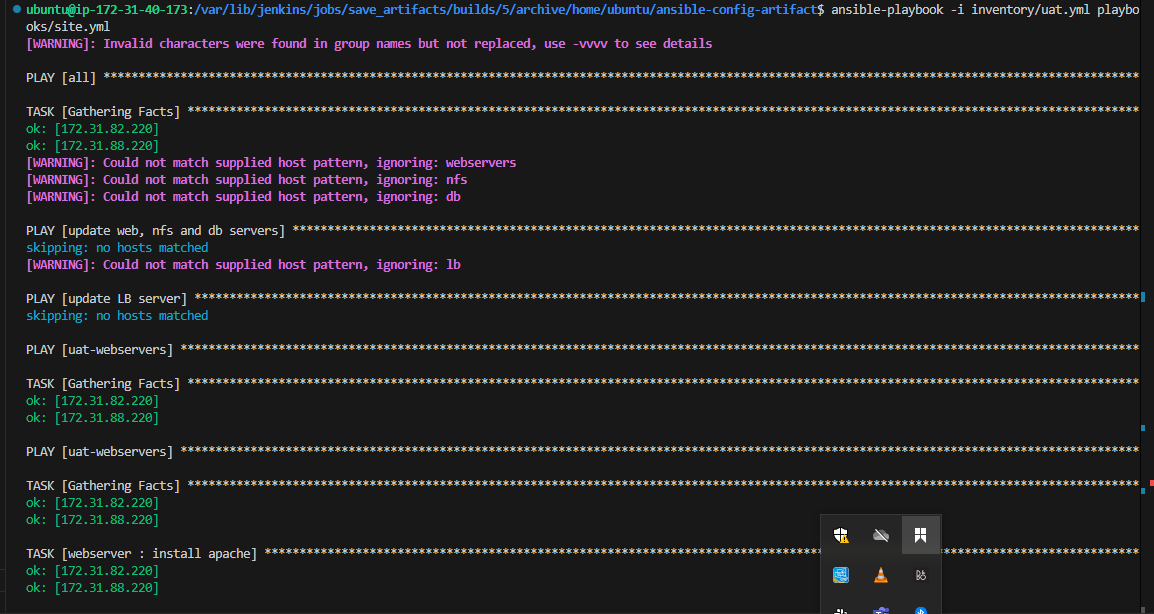 ubuntu@ip-172-31-40-173:/var/lib/jenkins/jobs/save_artifacts/builds/5/archive/home/ubuntu/ansible-config-artifact$ ansible-playbook -i inventory/uat.yml playbo
oks/site.yml
[WARNING]: Invalid characters were found in group names but not replaced, use -vvvv to see details
PLAY [all] ****************************************************************************************************************************************************
TASK [Gathering Facts] ****************************************************************************************************************************************
ok: [172.31.82.220]
ok: [172.31.88.220]
[WARNING]: Could not match supplied host pattern, ignoring: webservers
[WARNING]: Could not match supplied host pattern, ignoring: nfs
[WARNING]: Could not match supplied host pattern, ignoring: db
PLAY [update web, nfs and db servers] *************************************************************************************************************************
skipping: no hosts matched
[WARNING]: Could not match supplied host pattern, ignoring: lb
PLAY [update LB server] ***************************************************************************************************************************************
skipping: no hosts matched
PLAY [uat-webservers] *****************************************************************************************************************************************
TASK [Gathering Facts] ****************************************************************************************************************************************
ok: [172.31.82.220]
ok: [172.31.88.220]
PLAY [uat-webservers] *****************************************************************************************************************************************
TASK [Gathering Facts] ****************************************************************************************************************************************
ok: [172.31.82.220]
ok: [172.31.88.220]
TASK [webserver : install apache] *****************************************************************************************************************************
ok: [172.31.82.220]
ok: [172.31.88.220]